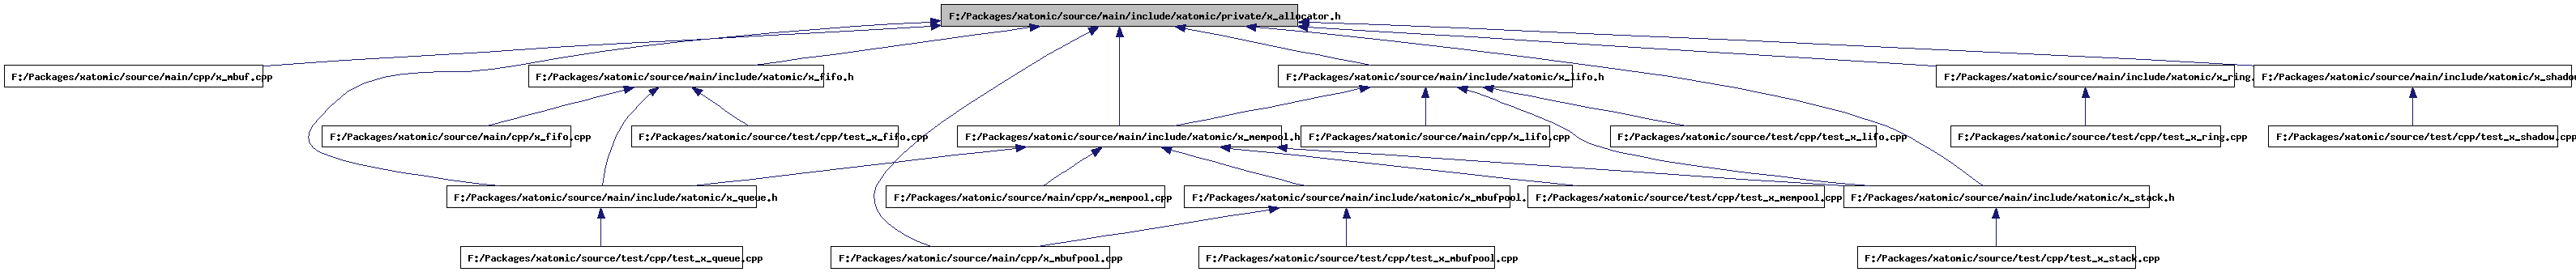 F:/Packages/xatomic/source/main/include/xatomic/private/x_allocator.h
F:/Packages/xatomic/source/main/cpp/x_mbuf.cpp
F:/Packages/xatomic/source/main/include/xatomic/x_fifo.h
F:/Packages/xatomic/source/main/include/xatomic/x_lifo.h
F:/Packages/xatomic/source/main/include/xatomic/x_ring.
F:/Packages/xatomic/source/main/include/xatomic/x_shadow
F:/Packages/xatomic/source/main/cpp/x_fifo.cpp
F:/Packages/xatomic/source/test/cpp/test_x_fifo.cpp
F:/Packages/xatomic/source/main/include/xatomic/x_mempool.h
F:/Packages/xatomic/source/main/cpp/x_lifo.cpp
F:/Packages/xatomic/source/test/cpp/test_x_lifo.cpp
F:/Packages/xatomic/source/test/cpp/test_x_ring.cpp
F:/Packages/xatomic/source/test/cpp/test_x_shadow.cpp
F:/Packages/xatomic/source/main/include/xatomic/x_queue.h
F:/Packages/xatomic/source/main/cpp/x_mempool.cpp
F:/Packages/xatomic/source/main/include/xatomic/x_mbufpool.
F:/Packages/xatomic/source/test/cpp/test_x_mempool.cpp
F:/Packages/xatomic/source/main/include/xatomic/x_stack.h
F:/Packages/xatomic/source/test/cpp/test_x_queue.cpp
F:/Packages/xatomic/source/main/cpp/x_mbufpool.cpp
F:/Packages/xatomic/source/test/cpp/test_x_mbufpool.cpp
F:/Packages/xatomic/source/test/cpp/test_x_stack.cpp